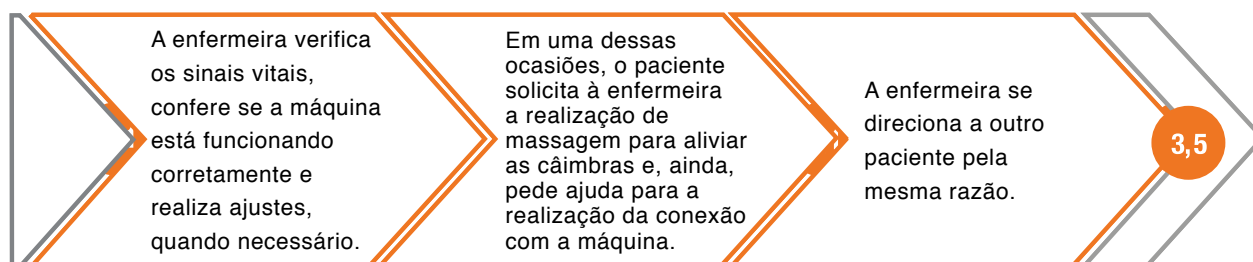 A enfermeira verifica
os sinais vitais,
confere se a máquina
está funcionando
corretamente e
realiza ajustes,
quando necessário.
Em uma dessas
ocasiões, o paciente
solicita à enfermeira
a realização de
massagem para aliviar
as câimbras e, ainda,
pede ajuda para a
realização da conexão
com a máquina.
A enfermeira se
direciona a outro
paciente pela
mesma razão.
3,5